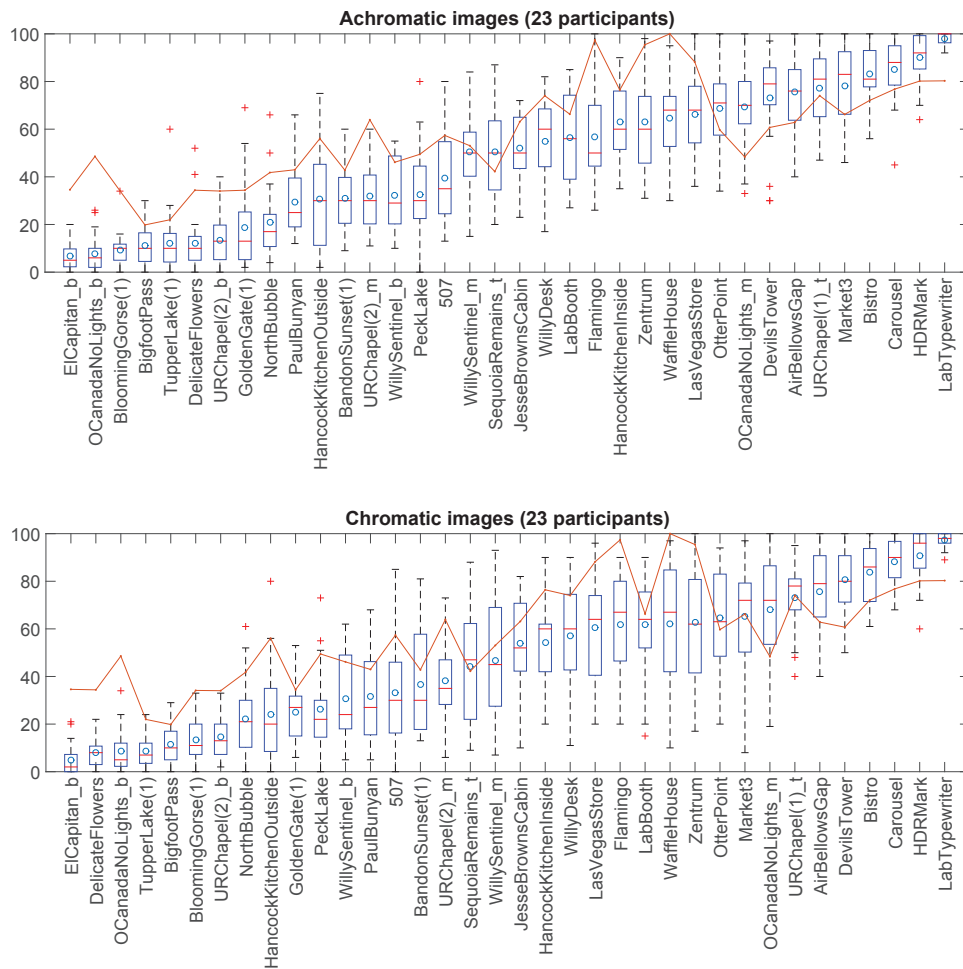 Achromatic images (23 participants)
100
80
60
40
20
0
ElCapitan_b
OCanadaNoLights_b
BloomingGorse(1)
BigfootPass
TupperLake(1)
DelicateFlowers
URChapel(2)_b
GoldenGate(1)
NorthBubble
PaulBunyan
HancockKitchenOutside
BandonSunset(1)
URChapel(2)_m
WillySentinel_b
PeckLake
507
WillySentinel_m
SequoiaRemains_t
JesseBrownsCabin
WillyDesk
LabBooth
Flamingo
HancockKitchenInside
Zentrum
WaffleHouse
LasVegasStore
OtterPoint
OCanadaNoLights_m
DevilsTower
AirBellowsGap
URChapel(1)_t
Market3
Bistro
Carousel
HDRMark
LabTypewriter
Chromatic images (23 participants)
100
80
60
40
20
0
ElCapitan_b
DelicateFlowers
OCanadaNoLights_b
TupperLake(1)
BigfootPass
BloomingGorse(1)
URChapel(2)_b
NorthBubble
HancockKitchenOutside
GoldenGate(1)
PeckLake
WillySentinel_b
PaulBunyan
507
BandonSunset(1)
URChapel(2)_m
SequoiaRemains_t
WillySentinel_m
JesseBrownsCabin
HancockKitchenInside
WillyDesk
LasVegasStore
Flamingo
LabBooth
WaffleHouse
Zentrum
OtterPoint
Market3
OCanadaNoLights_m
URChapel(1)_t
AirBellowsGap
DevilsTower
Bistro
Carousel
HDRMark
LabTypewriter